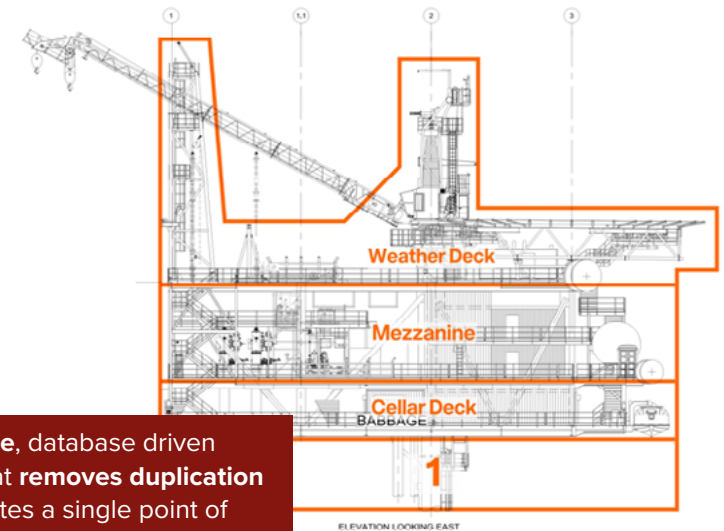 1 1,1 2 3
Weather Deck
Mezzanine
Cellar Deck
BABBAGE
1
e, database driven
at removes duplication
tes a single point of
ELEVATION LOOKING EAST